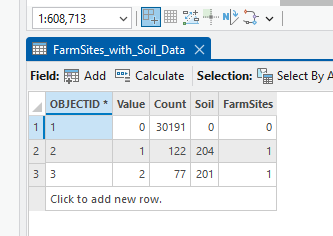 1:608,713
FarmSites_with_Soil_Data
Field: Add Calculate Selection: Select By A
OBJECTID * Value Count Soil FarmSites
1 1 0 30191 0 0
2 2 1 122 204 1
3 3 2 77 201 1
Click to add new row.